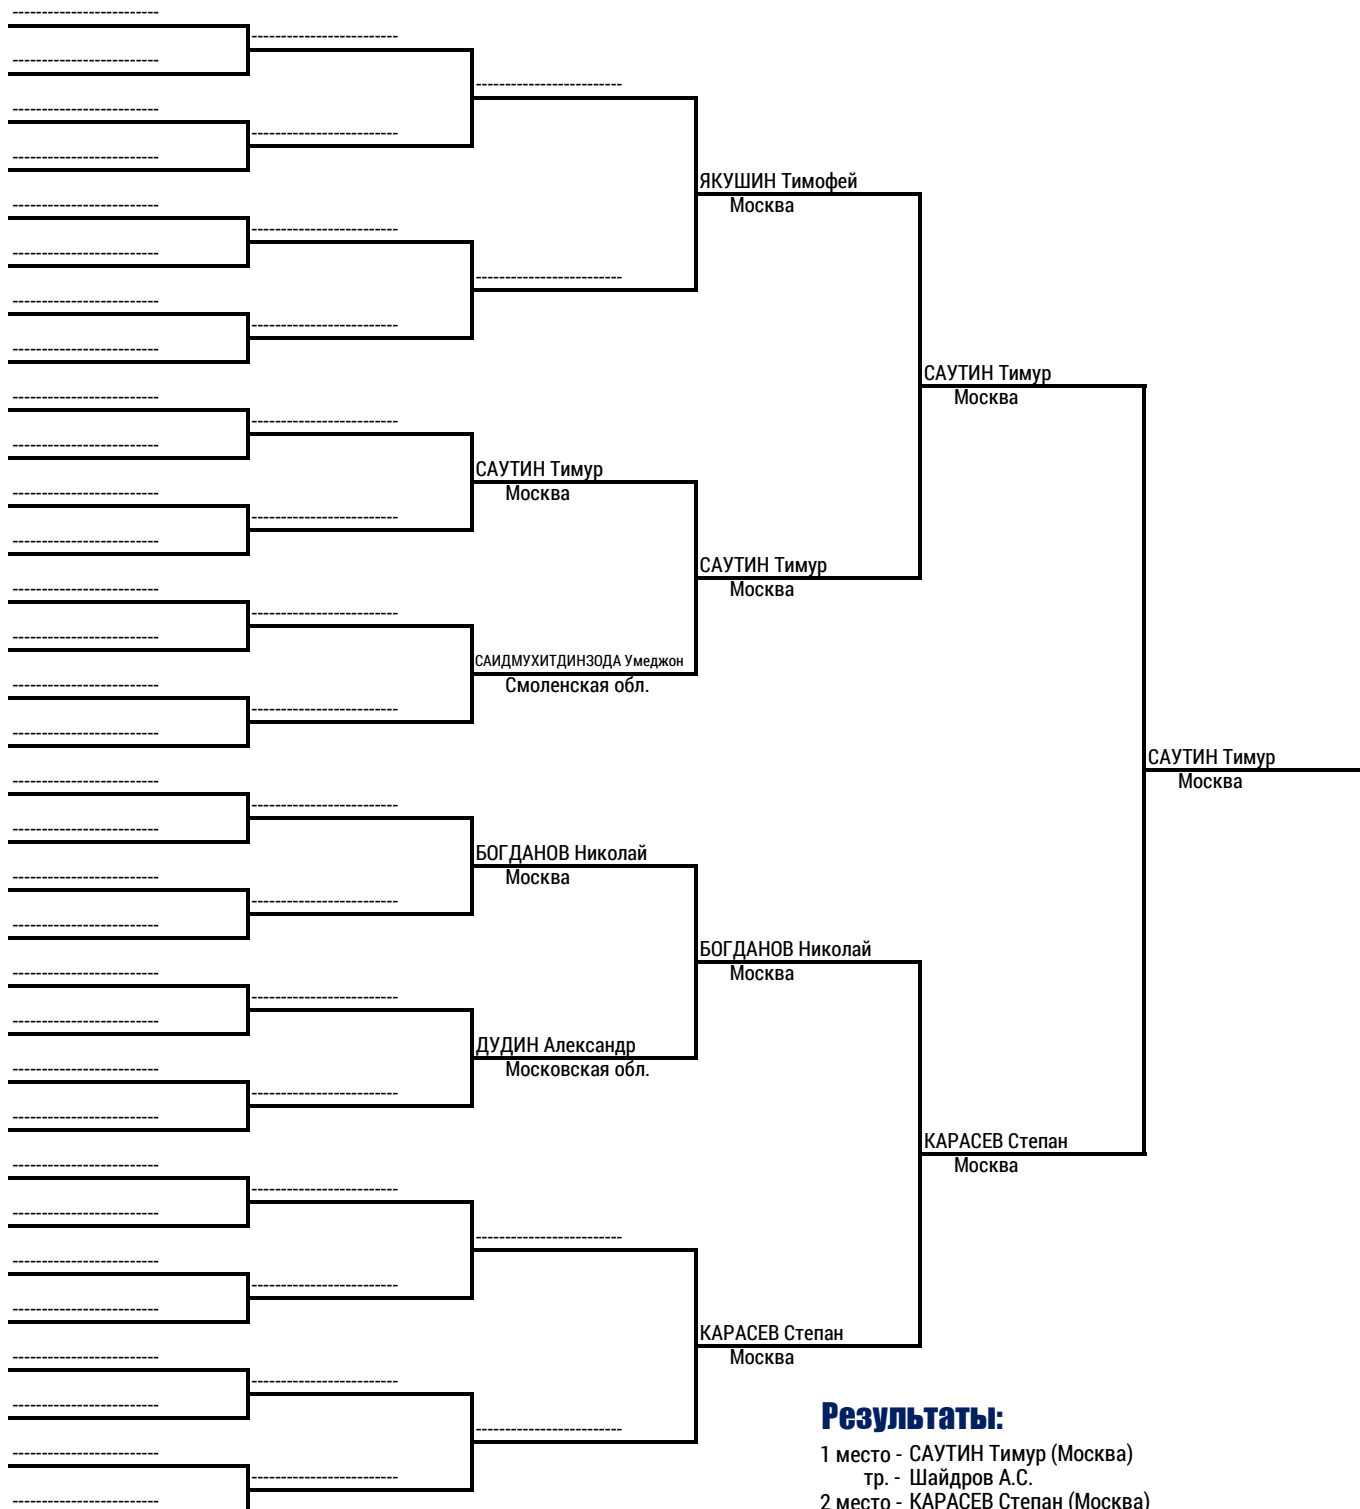 ЯКУШИН Тимофей
Москва
САУТИН Тимур
Москва
САУТИН Тимур
Москва
САУТИН Тимур
Москва
САИДМУХИТДИНЗОДА Умеджон
Смоленская обл.
САУТИН Тимур
Москва
БОГДАНОВ Николай
Москва
БОГДАНОВ Николай
Москва
ДУДИН Александр
Московская обл.
КАРАСЕВ Степан
Москва
КАРАСЕВ Степан
Москва
Результаты:
1 место - САУТИН Тимур (Москва)
тр. - Шайдров А.С.
2 место - КАРАСЕВ Степан (Москва)